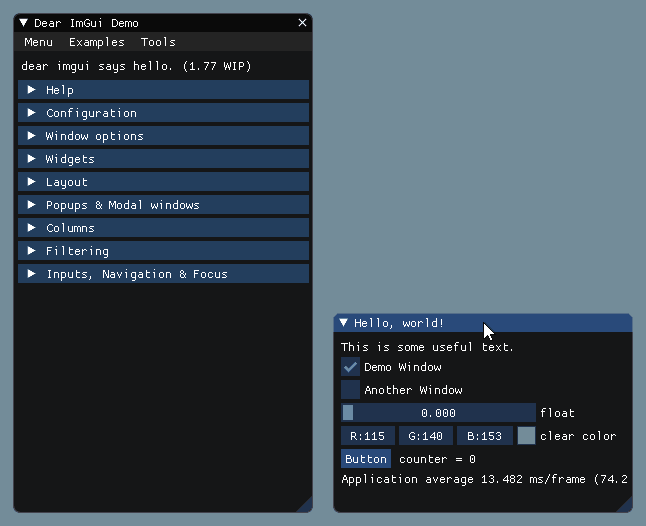 Dear ImGui Demo
Menu Examples Tools
dear imgui says hello. (1.77 WIP)
Help
Configuration
Window options
Widgets
Layout
Popups & Modal windows
Columns
Filtering
Inputs, Navigation & Focus
Hello, world!
This is some useful text.
Demo Window
Another Window
0.000 float
R:115 G:140 B:153 clear color
Button counter = 0
Application average 13.482 ms/frame (74.2